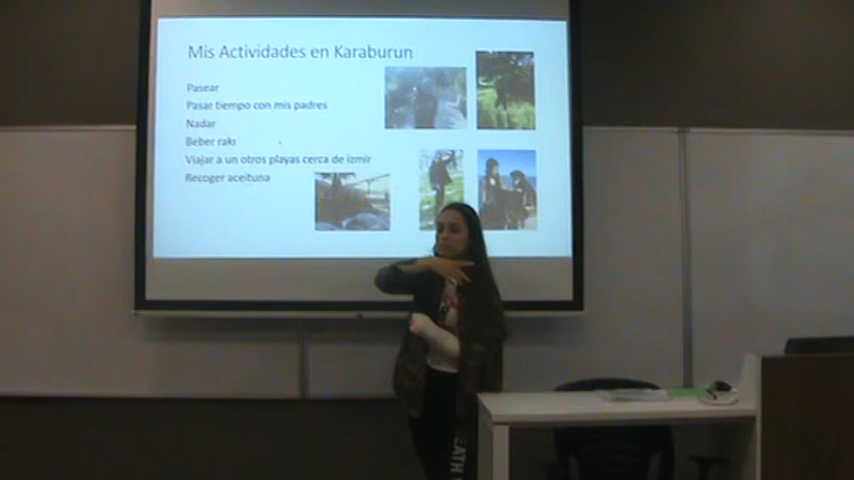 Mis Actividades en Karaburun
Pasear
Pasar tiempo con mis padres
Nadar
Beber rakı
Viajar a un otros playas cerca de izmir
Recoger aceituna